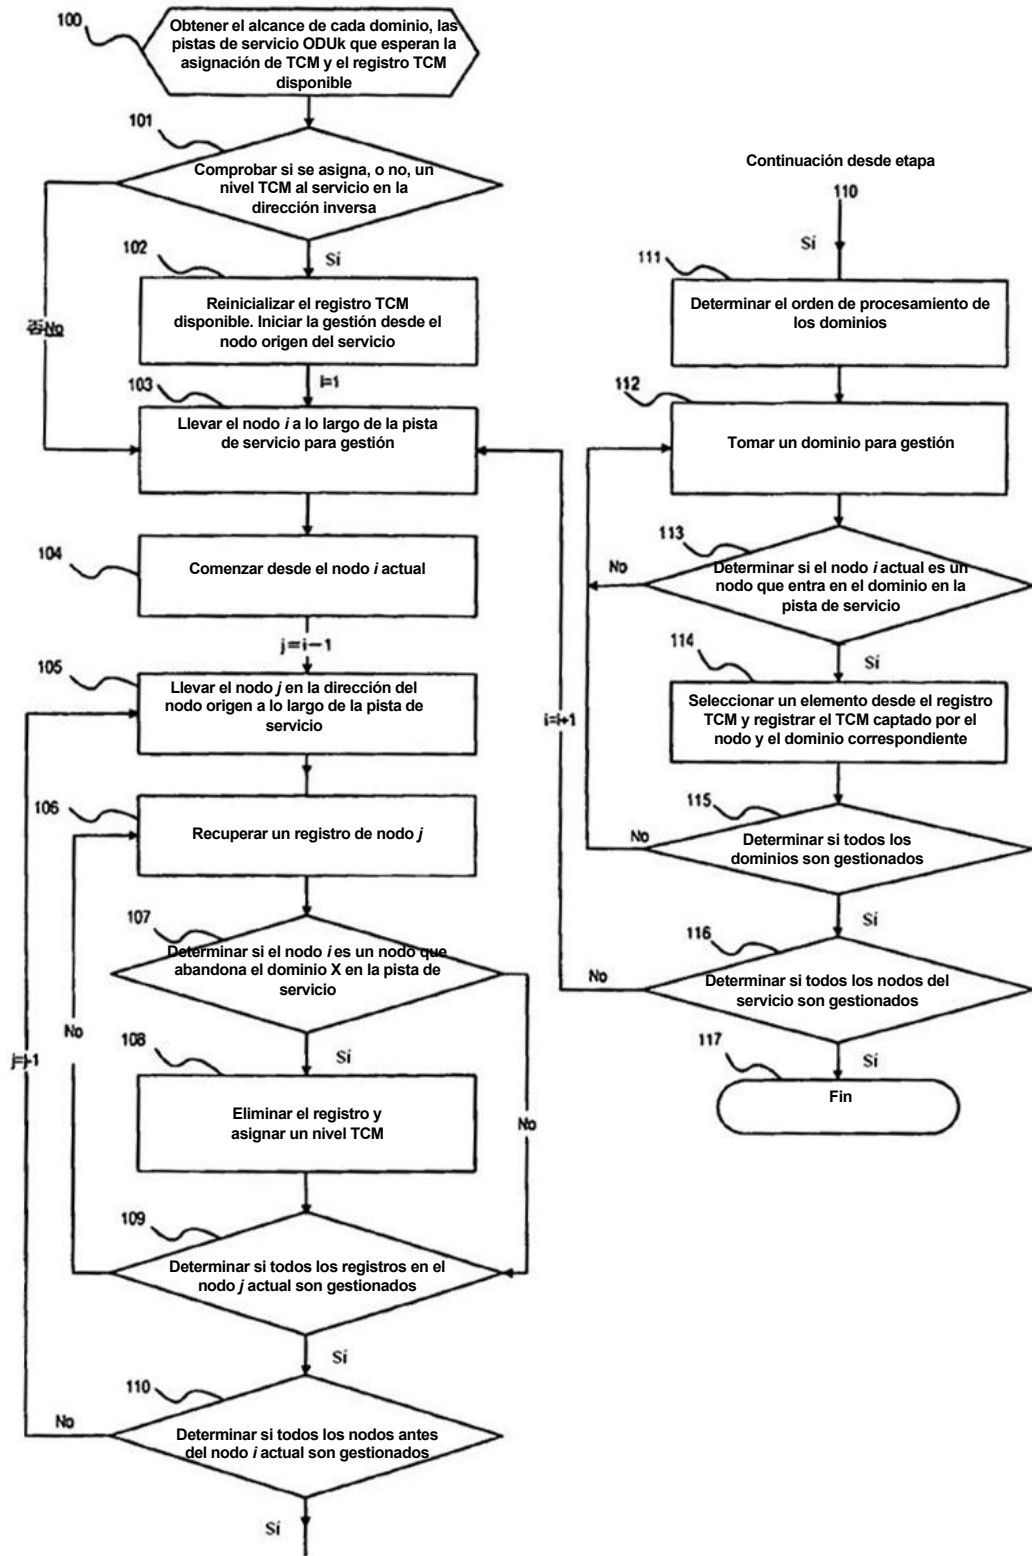 100
Obtener el alcance de cada dominio, las
pistas de servicio ODUk que esperan la
asignación de TCM y el registro TCM
disponible
101
Comprobar si se asigna, o no, un
nivel TCM al servicio en la
dirección inversa
No
Sí
102
Reinicializar el registro TCM
disponible. Iniciar la gestión desde el
nodo origen del servicio
i=1
103
Llevar el nodo i a lo largo de la pista
de servicio para gestión
104
Comenzar desde el nodo i actual
j=i-1
105
Llevar el nodo j en la dirección del
nodo origen a lo largo de la pista de
servicio
106
Recuperar un registro de nodo j
107
Determinar si el nodo i es un nodo que
abandona el dominio X en la pista de
servicio
No
Sí
108
Eliminar el registro y
asignar un nivel TCM
No
j=j-1
109
Determinar si todos los registros en el
nodo j actual son gestionados
Sí
110
No
Determinar si todos los nodos antes
del nodo i actual son gestionados
Sí
Continuación desde etapa
110
Sí
111
Determinar el orden de procesamiento de
los dominios
112
Tomar un dominio para gestión
113
No
Determinar si el nodo i actual es un
nodo que entra en el dominio en la
pista de servicio
Sí
114
Seleccionar un elemento desde el registro
TCM y registrar el TCM captado por el
nodo y el dominio correspondiente
i=i+1
115
No
Determinar si todos los
dominios son gestionados
Sí
116
No
Determinar si todos los nodos del
servicio son gestionados
Sí
117
Fin